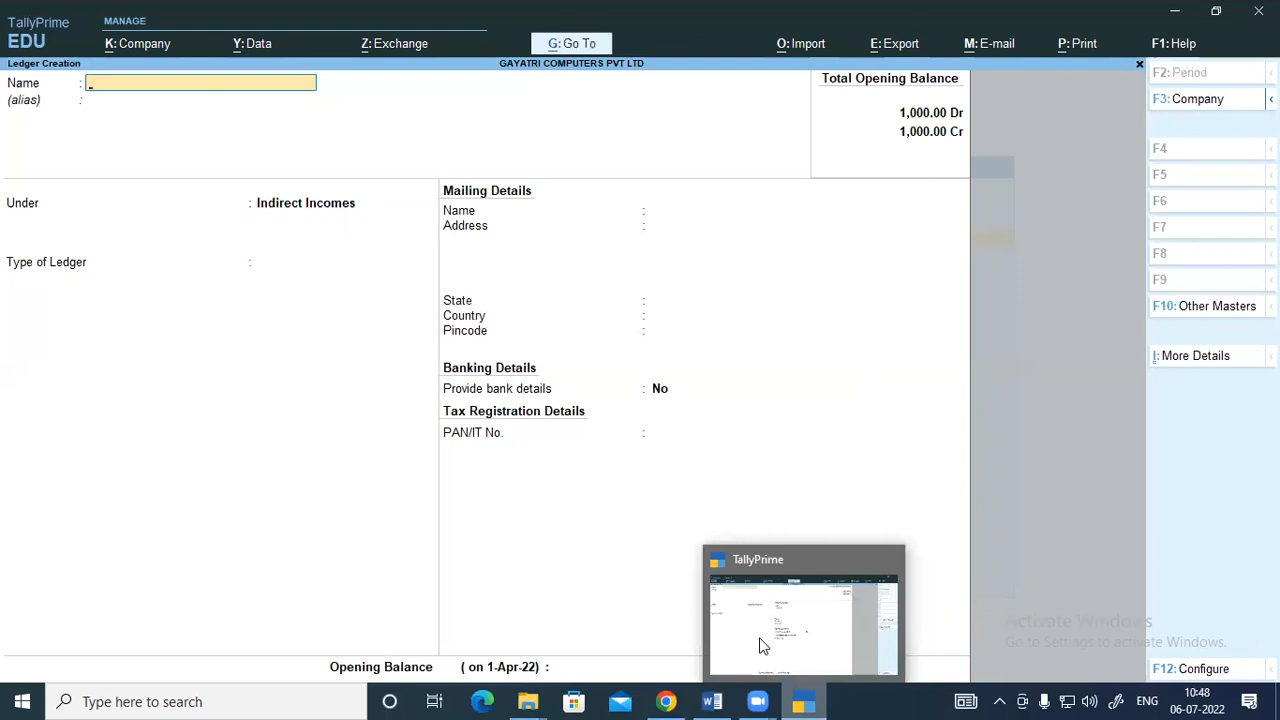 TallyPrime
EDU
MANAGE
K: Company
Y: Data
Z: Exchange
G: Go To
O: Import
E: Export
M: E-mail
P: Print
F1: Help
Ledger Creation
GAYATRI COMPUTERS PVT LTD
Name :
(alias) :
Total Opening Balance
1,000.00 Dr
1,000.00 Cr
F2: Period
F3: Company
F4
F5
F6
F7
F8
F9
F10: Other Masters
I: More Details
F12: Configure
Under : Indirect Incomes
Type of Ledger :
Mailing Details
Name :
Address :
State :
Country :
Pincode :
Banking Details
Provide bank details : No
Tax Registration Details
PAN/IT No. :
TallyPrime
Activate Windows
Go to Settings to activate Windows.
Opening Balance ( on 1-Apr-22) :
Type here to search
ENG
10:48
06-07-2022